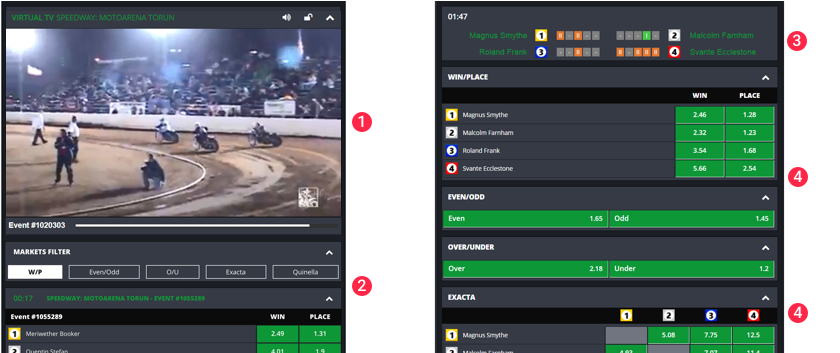 VIRTUAL TV SPEEDWAY: MOTOARENA TORUN
Event #1020303
MARKETS FILTER
W/P Even/Odd O/U Exacta Quinella
00:17 SPEEDWAY: MOTOARENA TORUN - EVENT #1055289
Event #1055289 WIN PLACE
1 Meriwether Booker 2.49 1.31
2 Quentin Stefan 4.01 1.9
1
2
01:47
Magnus Smythe 1 2 Malcolm Farnham
Roland Frank 3 4 Svante Ecclestone
WIN/PLACE
WIN PLACE
1 Magnus Smythe 2.46 1.28
2 Malcolm Farnham 2.32 1.23
3 Roland Frank 3.54 1.68
4 Svante Ecclestone 5.66 2.54
EVEN/ODD
Even 1.65 Odd 1.45
OVER/UNDER
Over 2.18 Under 1.2
EXACTA
1 2 3 4
1 Magnus Smythe 5.08 7.75 12.5
2 Malcolm Farnham 4.93 7.07 11.4
3
4
4